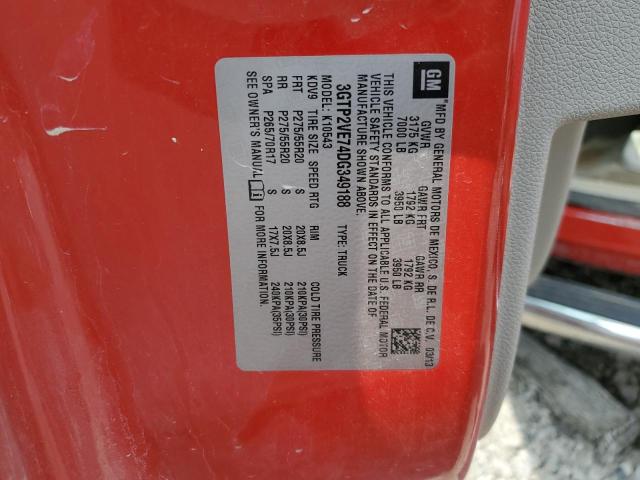 GM
MFD BY GENERAL MOTORS DE MEXICO, S. DE R.L. DE C.V. 03/13
GVWR GAWR FRT GAWR RR
3175 KG 1792 KG 1792 KG
7000 LB 3950 LB 3950 LB
THIS VEHICLE CONFORMS TO ALL APPLICABLE U.S. FEDERAL MOTOR
VEHICLE SAFETY STANDARDS IN EFFECT ON THE DATE OF
MANUFACTURE SHOWN ABOVE.
3GTP2VE74DG349188 TYPE: TRUCK
MODEL: K10543
KDV9 TIRE SIZE SPEED RTG RIM COLD TIRE PRESSURE
FRT P275/55R20 S 20X8.5J 210KPA(30PSI)
RR P275/55R20 S 20X8.5J 210KPA(30PSI)
SPA P265/70R17 S 17X7.5J 240KPA(35PSI)
SEE OWNER'S MANUAL FOR MORE INFORMATION.